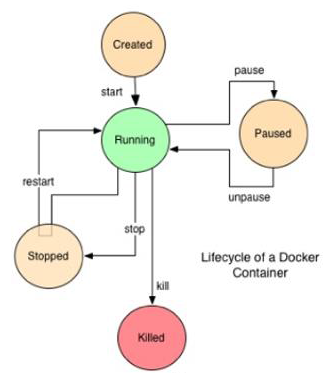 Created
start
pause
Running
Paused
restart
unpause
stop
Stopped
Lifecycle of a Docker
Container
kill
Killed